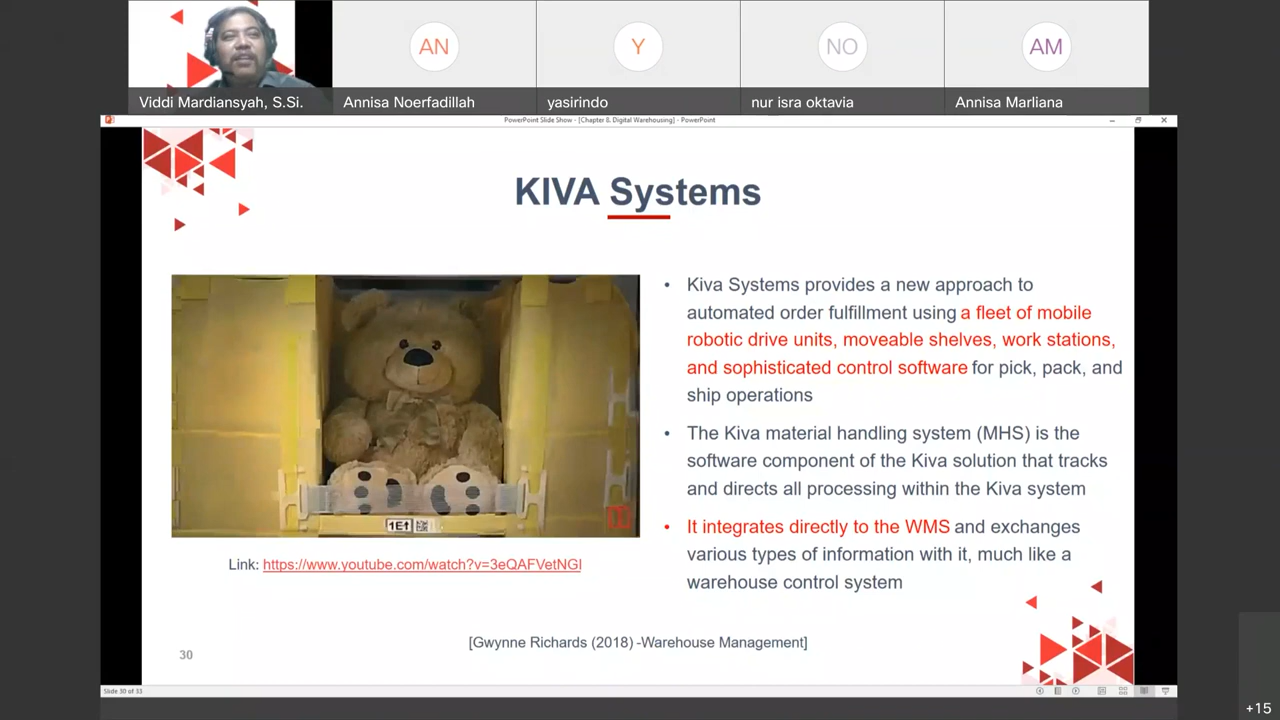 AN
Y
NO
AM
Viddi Mardiansyah, S.Si.
Annisa Noerfadillah
yasirindo
nur isra oktavia
Annisa Marliana
PowerPoint Slide Show - [Chapter 8. Digital Warehousing] - PowerPoint
KIVA Systems
• Kiva Systems provides a new approach to
automated order fulfillment using a fleet of mobile
robotic drive units, moveable shelves, work stations,
and sophisticated control software for pick, pack, and
ship operations
• The Kiva material handling system (MHS) is the
software component of the Kiva solution that tracks
and directs all processing within the Kiva system
• It integrates directly to the WMS and exchanges
various types of information with it, much like a
warehouse control system
1E↑
Link: https://www.youtube.com/watch?v=3eQAFVetNGI
[Gwynne Richards (2018) -Warehouse Management]
30
Slide 30 of 33
+15